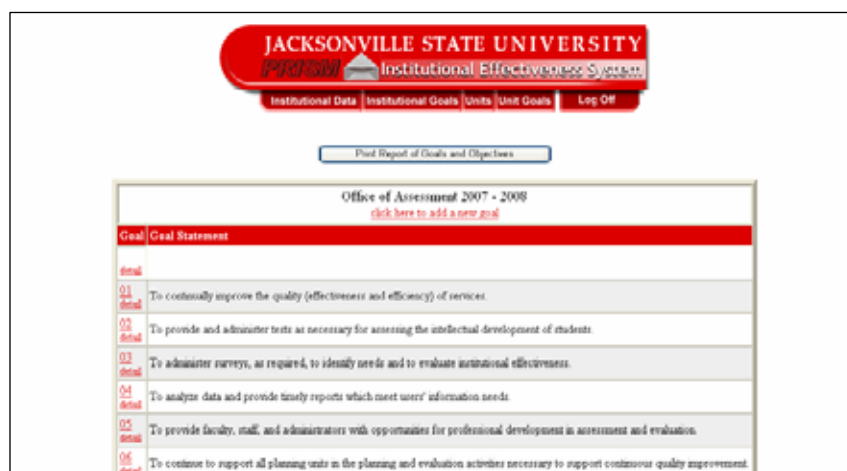 JACKSONVILLE STATE UNIVERSITY
PRISM Institutional Effectiveness System
Institutional Data Institutional Goals Units Unit Goals Log Off
Print Report of Goals and Objectives
Office of Assessment 2007 - 2008
click here to add a new goal
Goal Goal Statement
detail
01 detail To continually improve the quality (effectiveness and efficiency) of services.
02 detail To provide and administer tests as necessary for assessing the intellectual development of students.
03 detail To administer surveys, as required, to identify needs and to evaluate institutional effectiveness.
04 detail To analyze data and provide timely reports which meet users' information needs.
05 detail To provide faculty, staff, and administrators with opportunities for professional development in assessment and evaluation.
06 detail To continue to support all planning units in the planning and evaluation activities necessary to support continuous quality improvement.